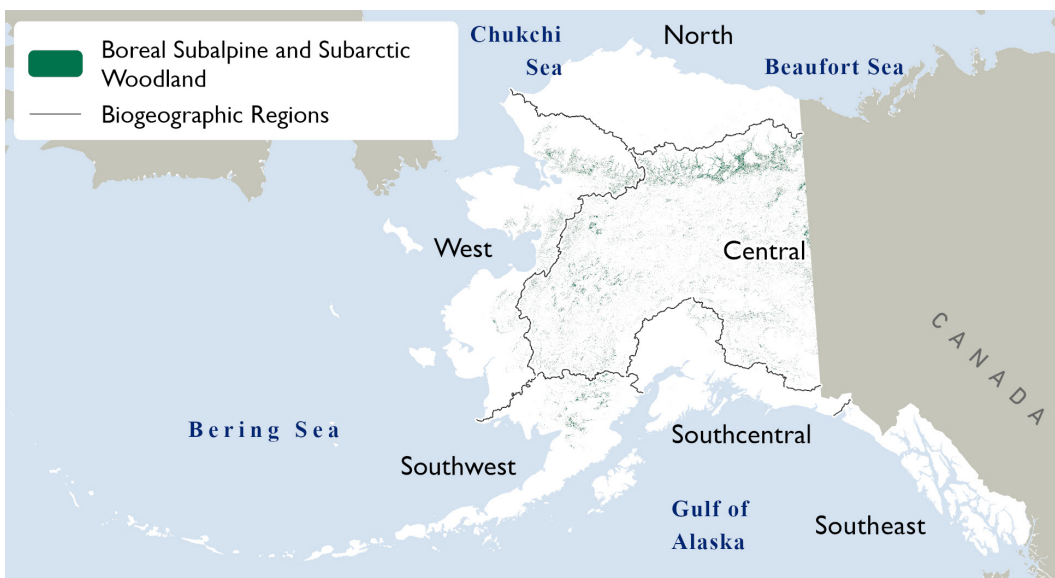 Boreal Subalpine and Subarctic
Woodland
Biogeographic Regions
Chukchi
Sea
North
Beaufort Sea
West
Central
CANADA
Bering Sea
Southwest
Southcentral
Gulf of
Alaska
Southeast